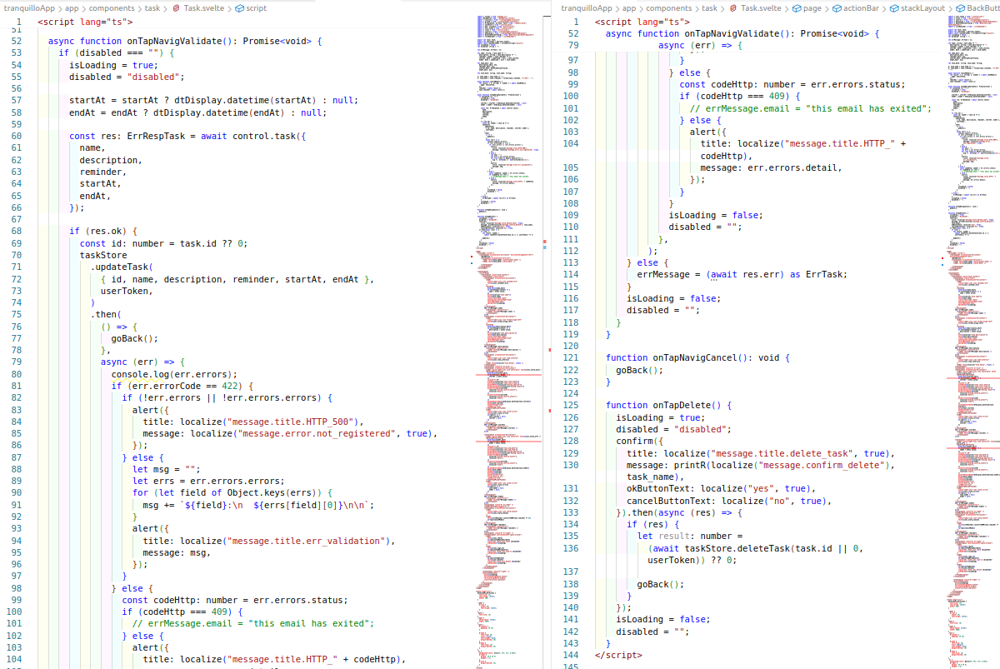 tranquilloApp > app > components > task > Task.svelte > script
1 <script lang="ts">
51
52 async function onTapNavigValidate(): Promise<void> {
53 if (disabled === "") {
54 isLoading = true;
55 disabled = "disabled";
56
57 startAt = startAt ? dtDisplay.datetime(startAt) : null;
58 endAt = endAt ? dtDisplay.datetime(endAt) : null;
59
60 const res: ErrRespTask = await control.task({
61 name,
62 description,
63 reminder,
64 startAt,
65 endAt,
66 });
67
68 if (res.ok) {
69 const id: number = task.id ?? 0;
70 taskStore
71 .updateTask(
72 { id, name, description, reminder, startAt, endAt },
73 userToken,
74 )
75 .then(
76 () => {
77 goBack();
78 },
79 async (err) => {
80 console.log(err.errors);
81 if (err.errorCode == 422) {
82 if (!err.errors || !err.errors.errors) {
83 alert({
84 title: localize("message.title.HTTP_500"),
85 message: localize("message.error.not_registered", true),
86 });
87 } else {
88 let msg = "";
89 let errs = err.errors.errors;
90 for (let field of Object.keys(errs)) {
91 msg += `${field}:\n  ${errs[field][0]}\n\n`;
92 }
93 alert({
94 title: localize("message.title.err_validation"),
95 message: msg,
96 });
97 }
98 } else {
99 const codeHttp: number = err.errors.status;
100 if (codeHttp === 409) {
101 // errMessage.email = "this email has exited";
102 } else {
103 alert({
104 title: localize("message.title.HTTP_" + codeHttp),
tranquilloApp > app > components > task > Task.svelte > page > actionBar > stackLayout > BackButt
1 <script lang="ts">
52 async function onTapNavigValidate(): Promise<void> {
79 async (err) => {
97 }
98 } else {
99 const codeHttp: number = err.errors.status;
100 if (codeHttp === 409) {
101 // errMessage.email = "this email has exited";
102 } else {
103 alert({
104 title: localize("message.title.HTTP_" +
codeHttp),
105 message: err.errors.detail,
106 });
107 }
108 }
109 isLoading = false;
110 disabled = "";
111 },
112 );
113 } else {
114 errMessage = (await res.err) as ErrTask;
115 }
116 isLoading = false;
117 disabled = "";
118 }
119 }
120
121 function onTapNavigCancel(): void {
122 goBack();
123 }
124
125 function onTapDelete() {
126 isLoading = true;
127 disabled = "disabled";
128 confirm({
129 title: localize("message.title.delete_task", true),
130 message: printR(localize("message.confirm_delete"),
task_name),
131 okButtonText: localize("yes", true),
132 cancelButtonText: localize("no", true),
133 }).then(async (res) => {
134 if (res) {
135 let result: number =
136 (await taskStore.deleteTask(task.id || 0,
userToken)) ?? 0;
137
138 goBack();
139 }
140 });
141 isLoading = false;
142 disabled = "";
143 }
144 </script>
145